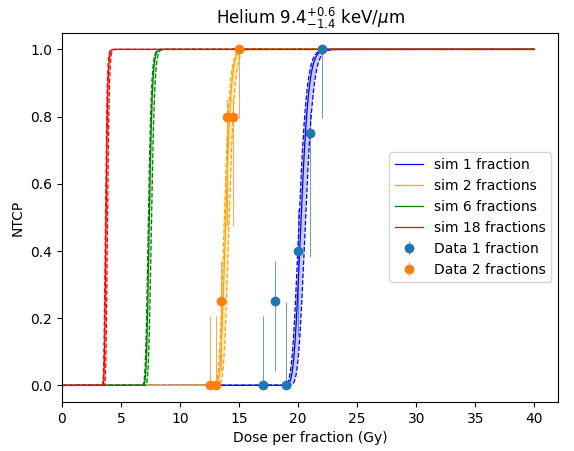 Helium 9.4+0.6−1.4 keV/μm
NTCP
1.0
0.8
0.6
0.4
0.2
0.0
sim 1 fraction
sim 2 fractions
sim 6 fractions
sim 18 fractions
Data 1 fraction
Data 2 fractions
0 5 10 15 20 25 30 35 40
Dose per fraction (Gy)